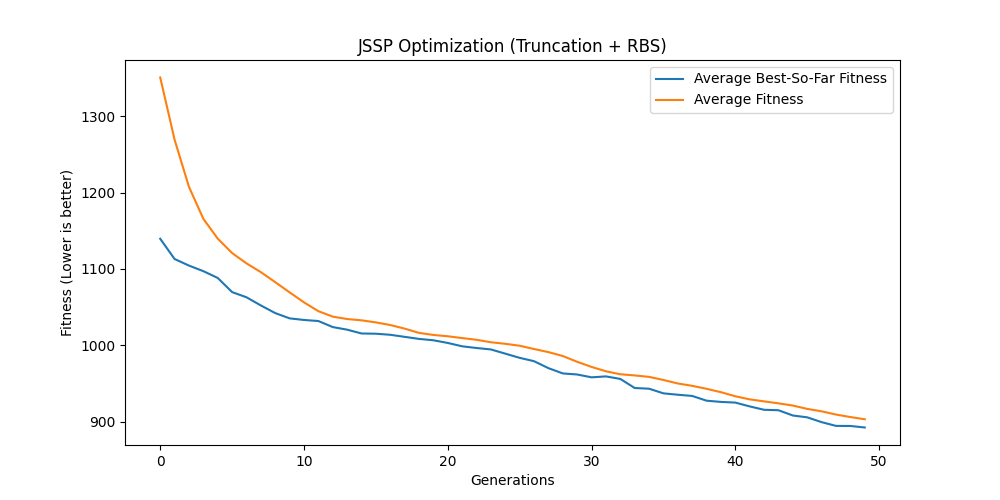 JSSP Optimization (Truncation + RBS)
Average Best-So-Far Fitness
Average Fitness
Fitness (Lower is better)
1300
1200
1100
1000
900
0 10 20 30 40 50
Generations